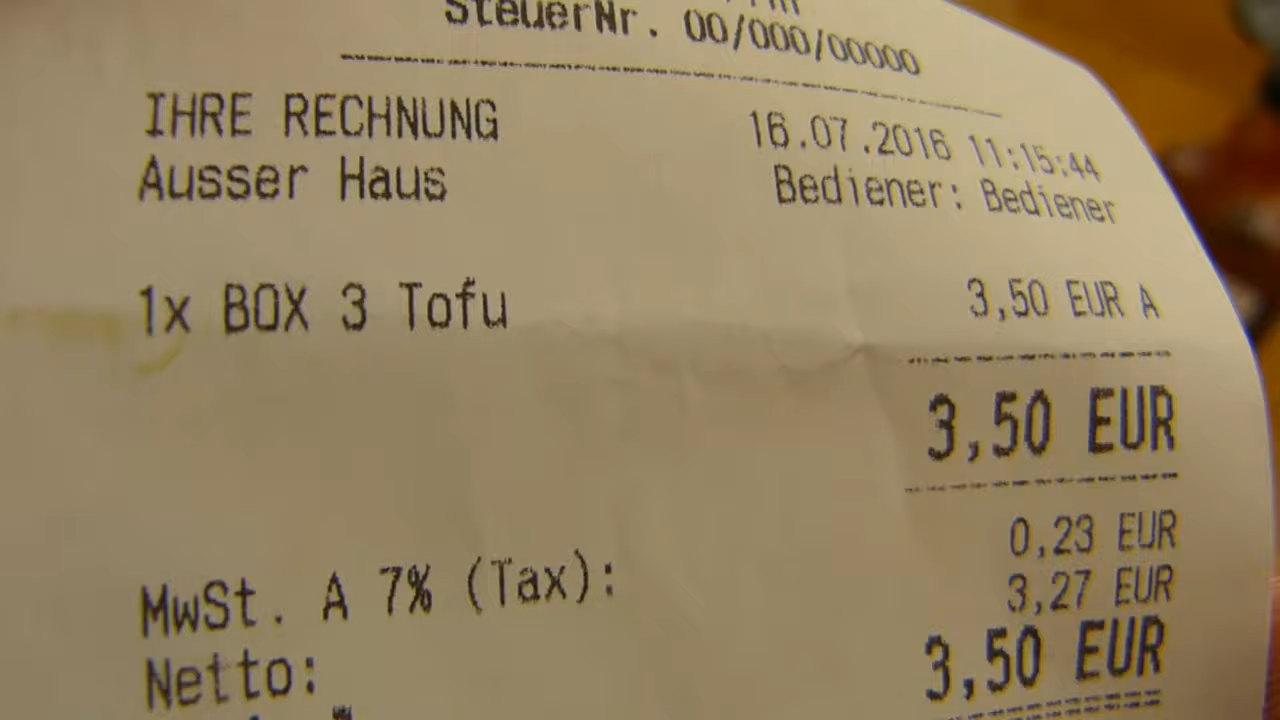 SteuerNr. 00/000/00000
IHRE RECHNUNG 16.07.2016 11:15:44
Ausser Haus Bediener: Bediener
1x BOX 3 Tofu 3,50 EUR A
3,50 EUR
MwSt. A 7% (Tax): 0,23 EUR
Netto: 3,27 EUR
3,50 EUR